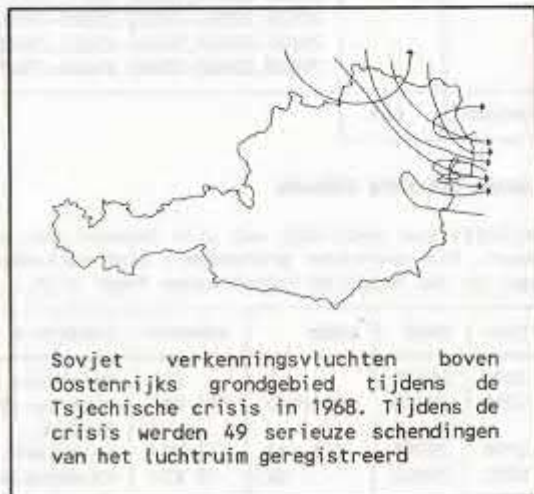 Sovjet verkenningsvluchten boven
Oostenrijks grondgebied tijdens de
Tsjechische crisis in 1968. Tijdens de
crisis werden 49 serieuze schendingen
van het luchtruim geregistreerd